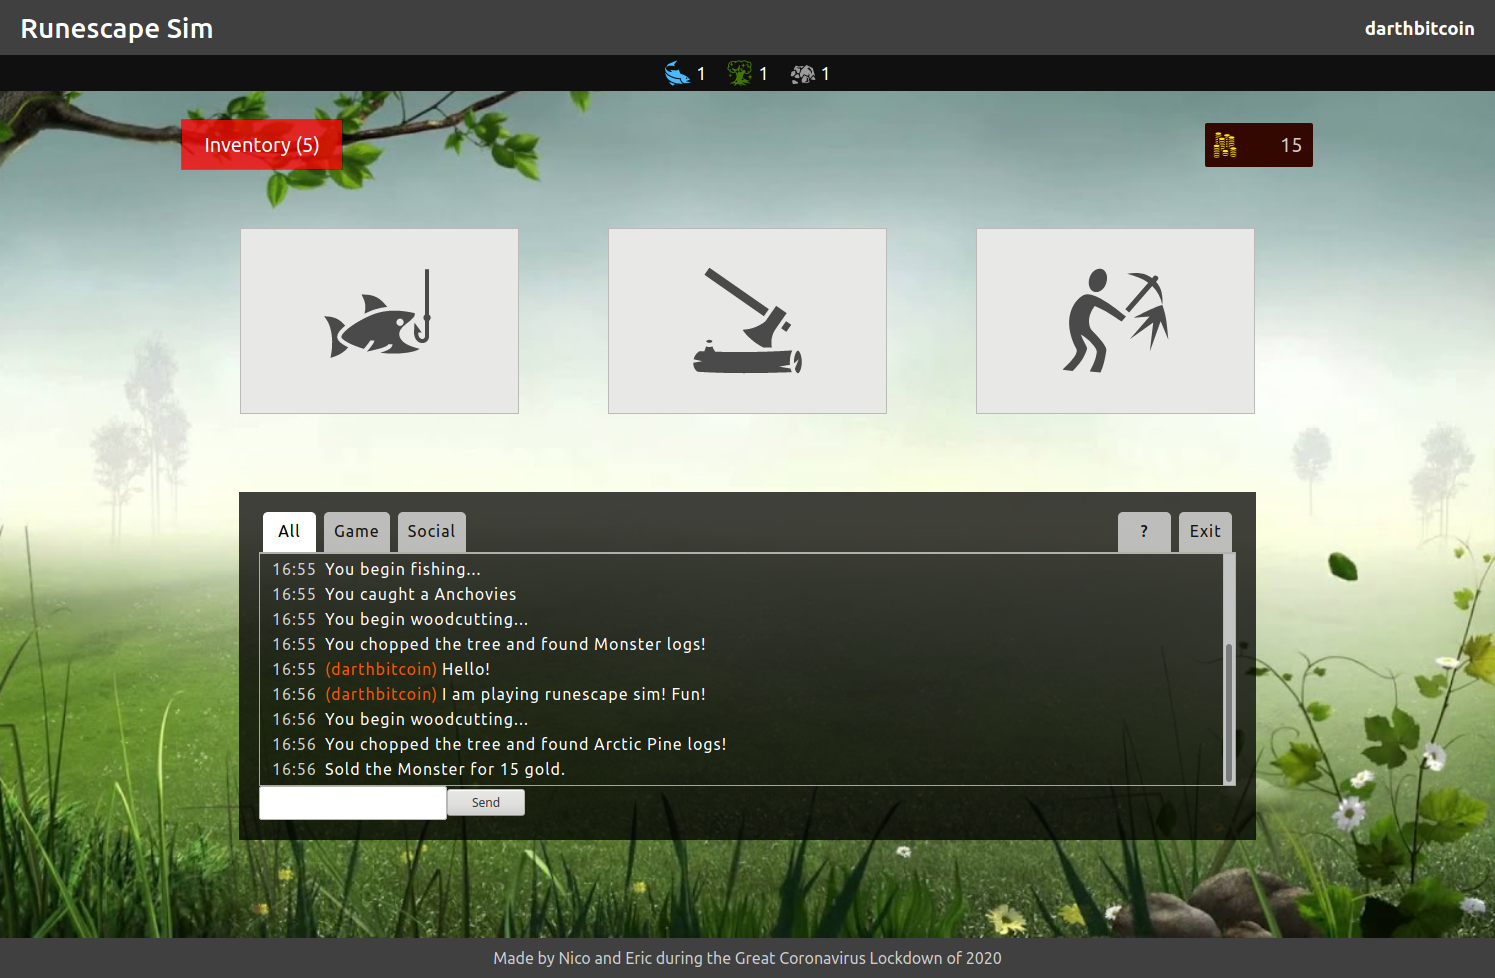 Runescape Sim
darthbitcoin
1 1 1
Inventory (5)
15
All Game Social ? Exit
16:55 You begin fishing...
16:55 You caught a Anchovies
16:55 You begin woodcutting...
16:55 You chopped the tree and found Monster logs!
16:55 (darthbitcoin) Hello!
16:56 (darthbitcoin) I am playing runescape sim! Fun!
16:56 You begin woodcutting...
16:56 You chopped the tree and found Arctic Pine logs!
16:56 Sold the Monster for 15 gold.
Send
Made by Nico and Eric during the Great Coronavirus Lockdown of 2020